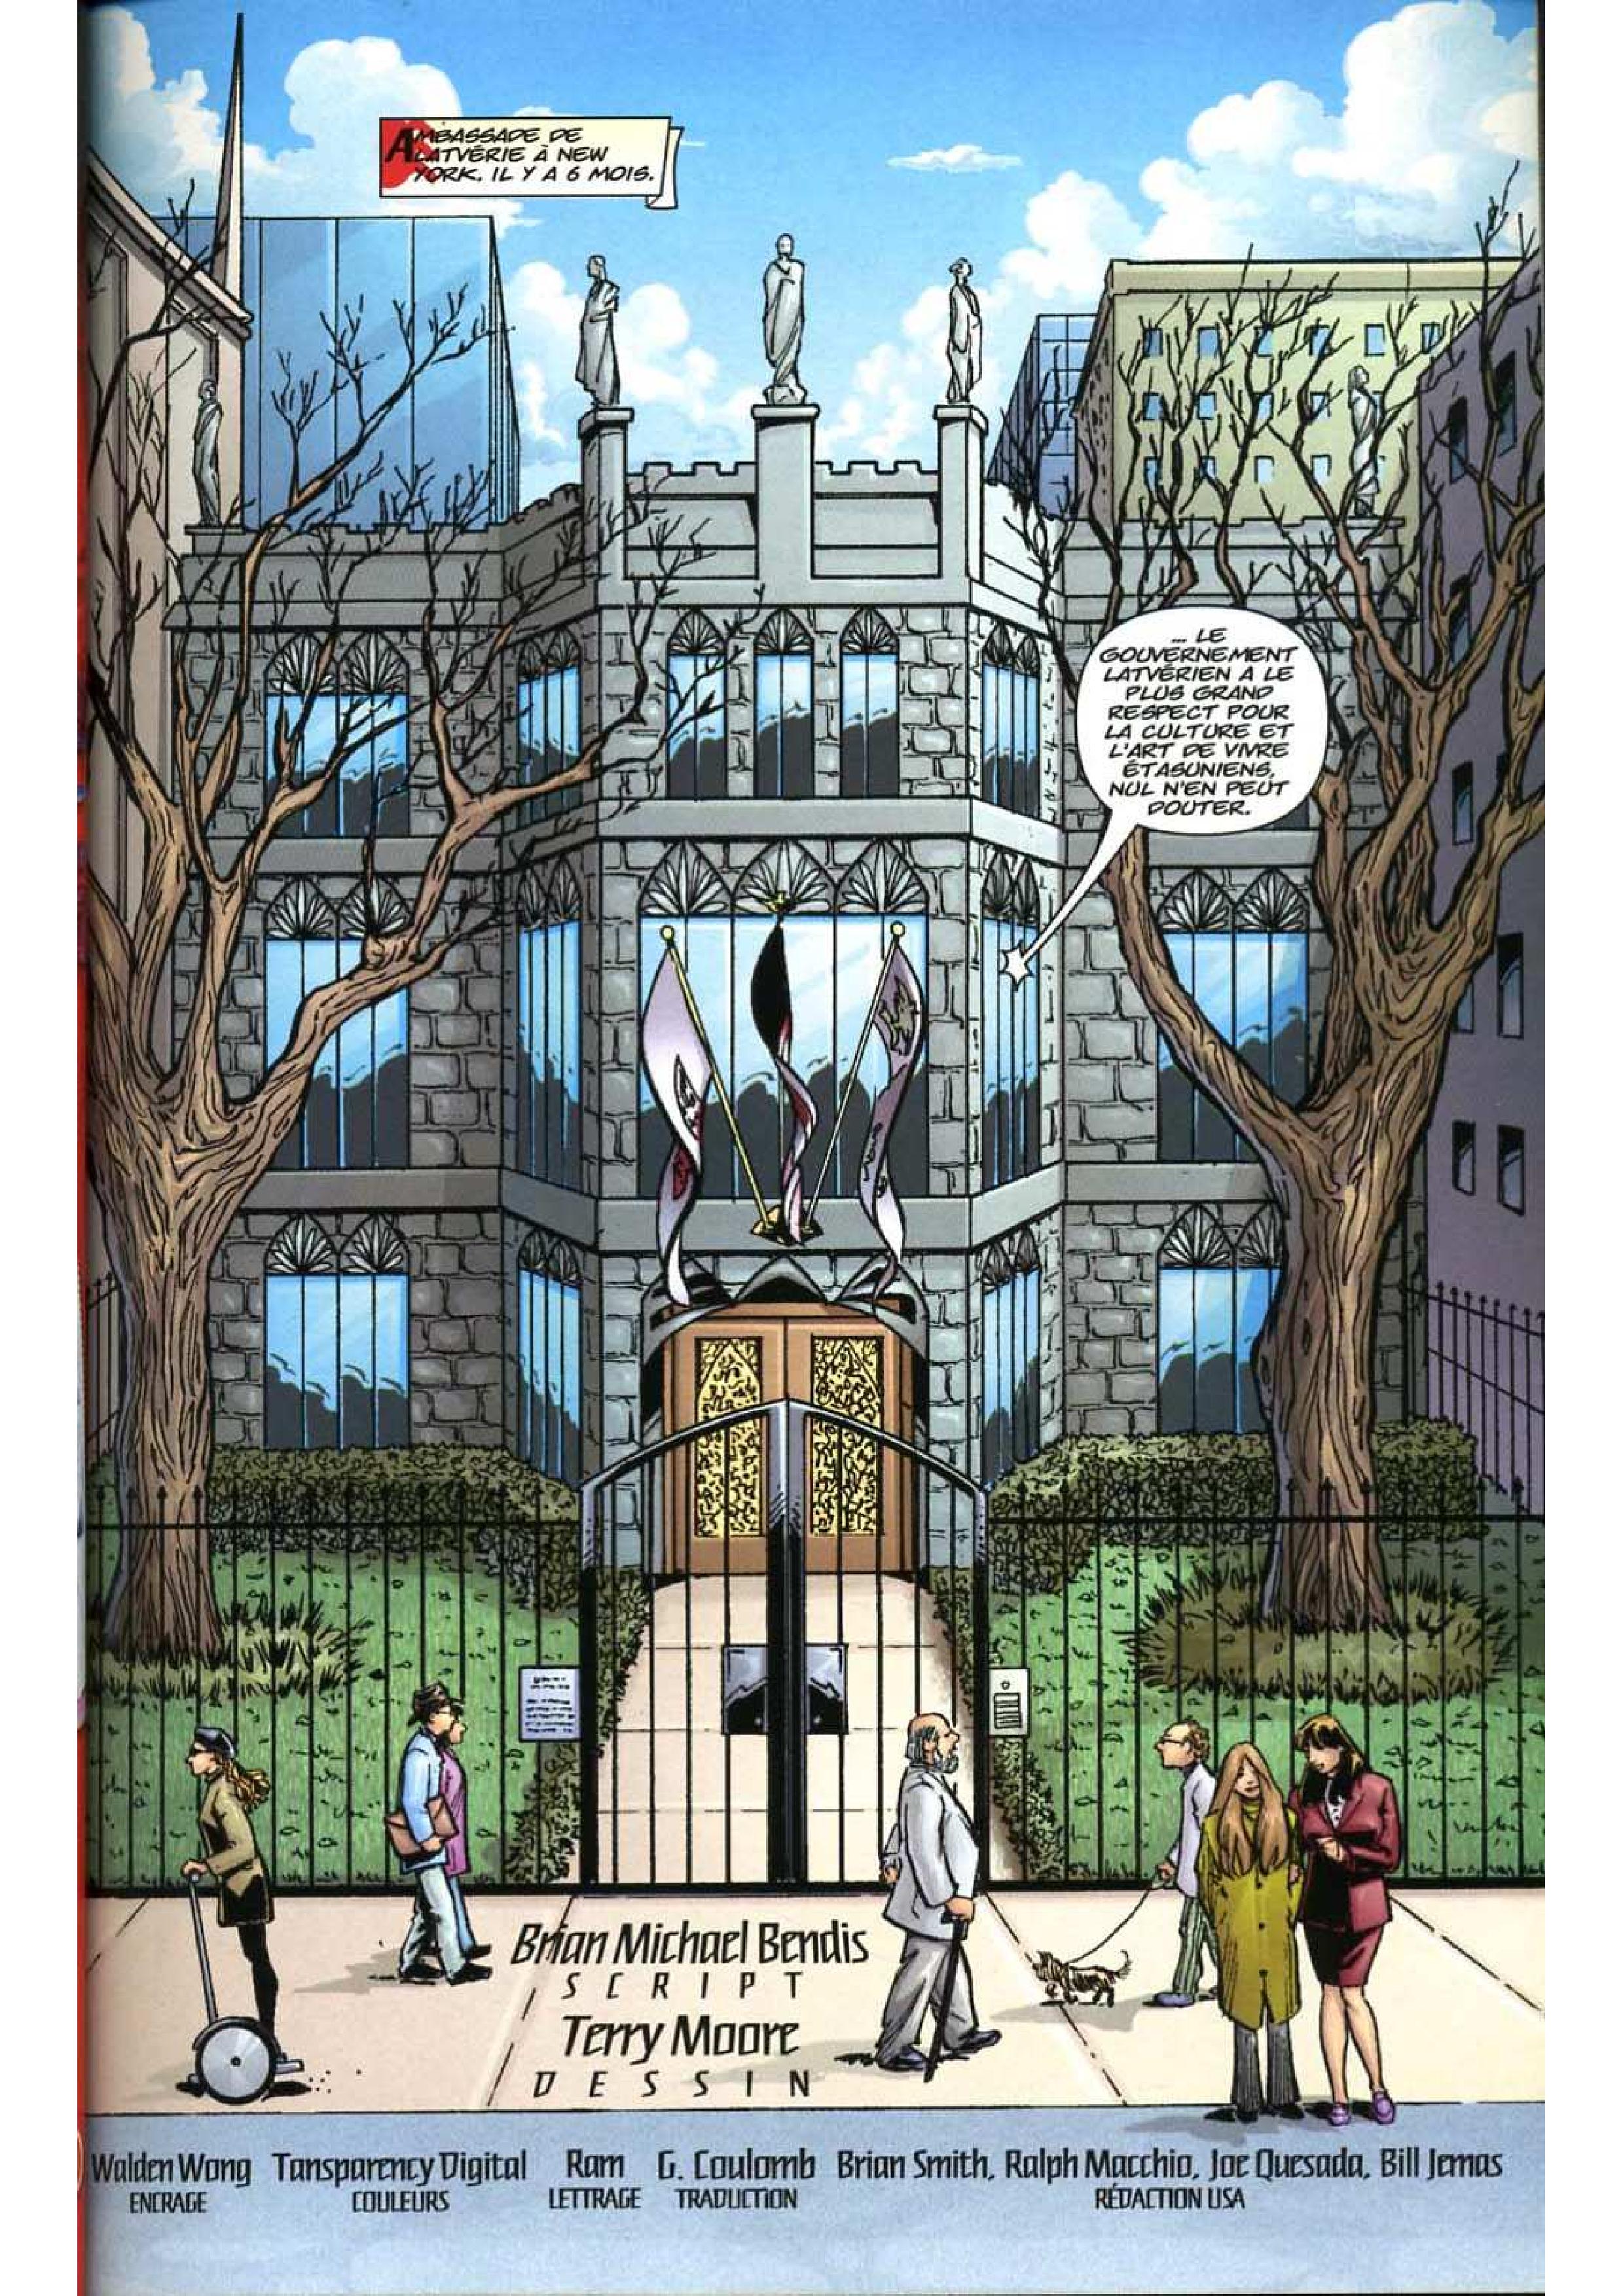 AMBASSADE DE
LATVÉRIE À NEW
YORK. IL Y A 6 MOIS.
... LE
GOUVERNEMENT
LATVÉRIEN A LE
PLUS GRAND
RESPECT POUR
LA CULTURE ET
L'ART DE VIVRE
ÉTASUNIENS,
NUL N'EN PEUT
DOUTER.
Brian Michael Bendis
SCRIPT
Terry Moore
DESSIN
Walden Wong Tansparency Digital Ram G. Coulomb Brian Smith, Ralph Macchio, Joe Quesada, Bill Jemas
ENCRAGE COULEURS LETTRAGE TRADUCTION RÉDACTION USA